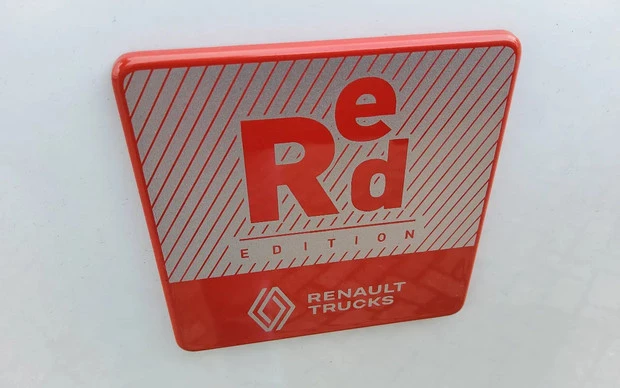 Red
EDITION
RENAULT
TRUCKS